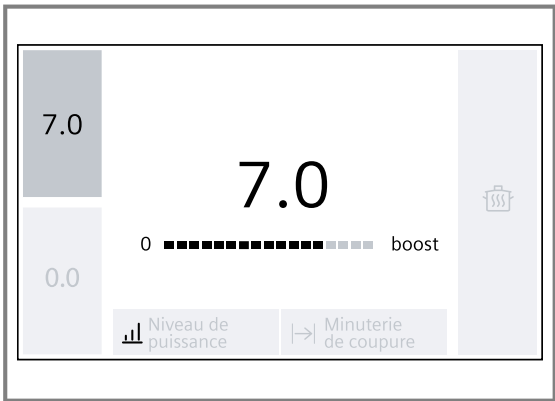 7.0
7.0
0 boost
0.0
Niveau de
puissance
Minuterie
de coupure